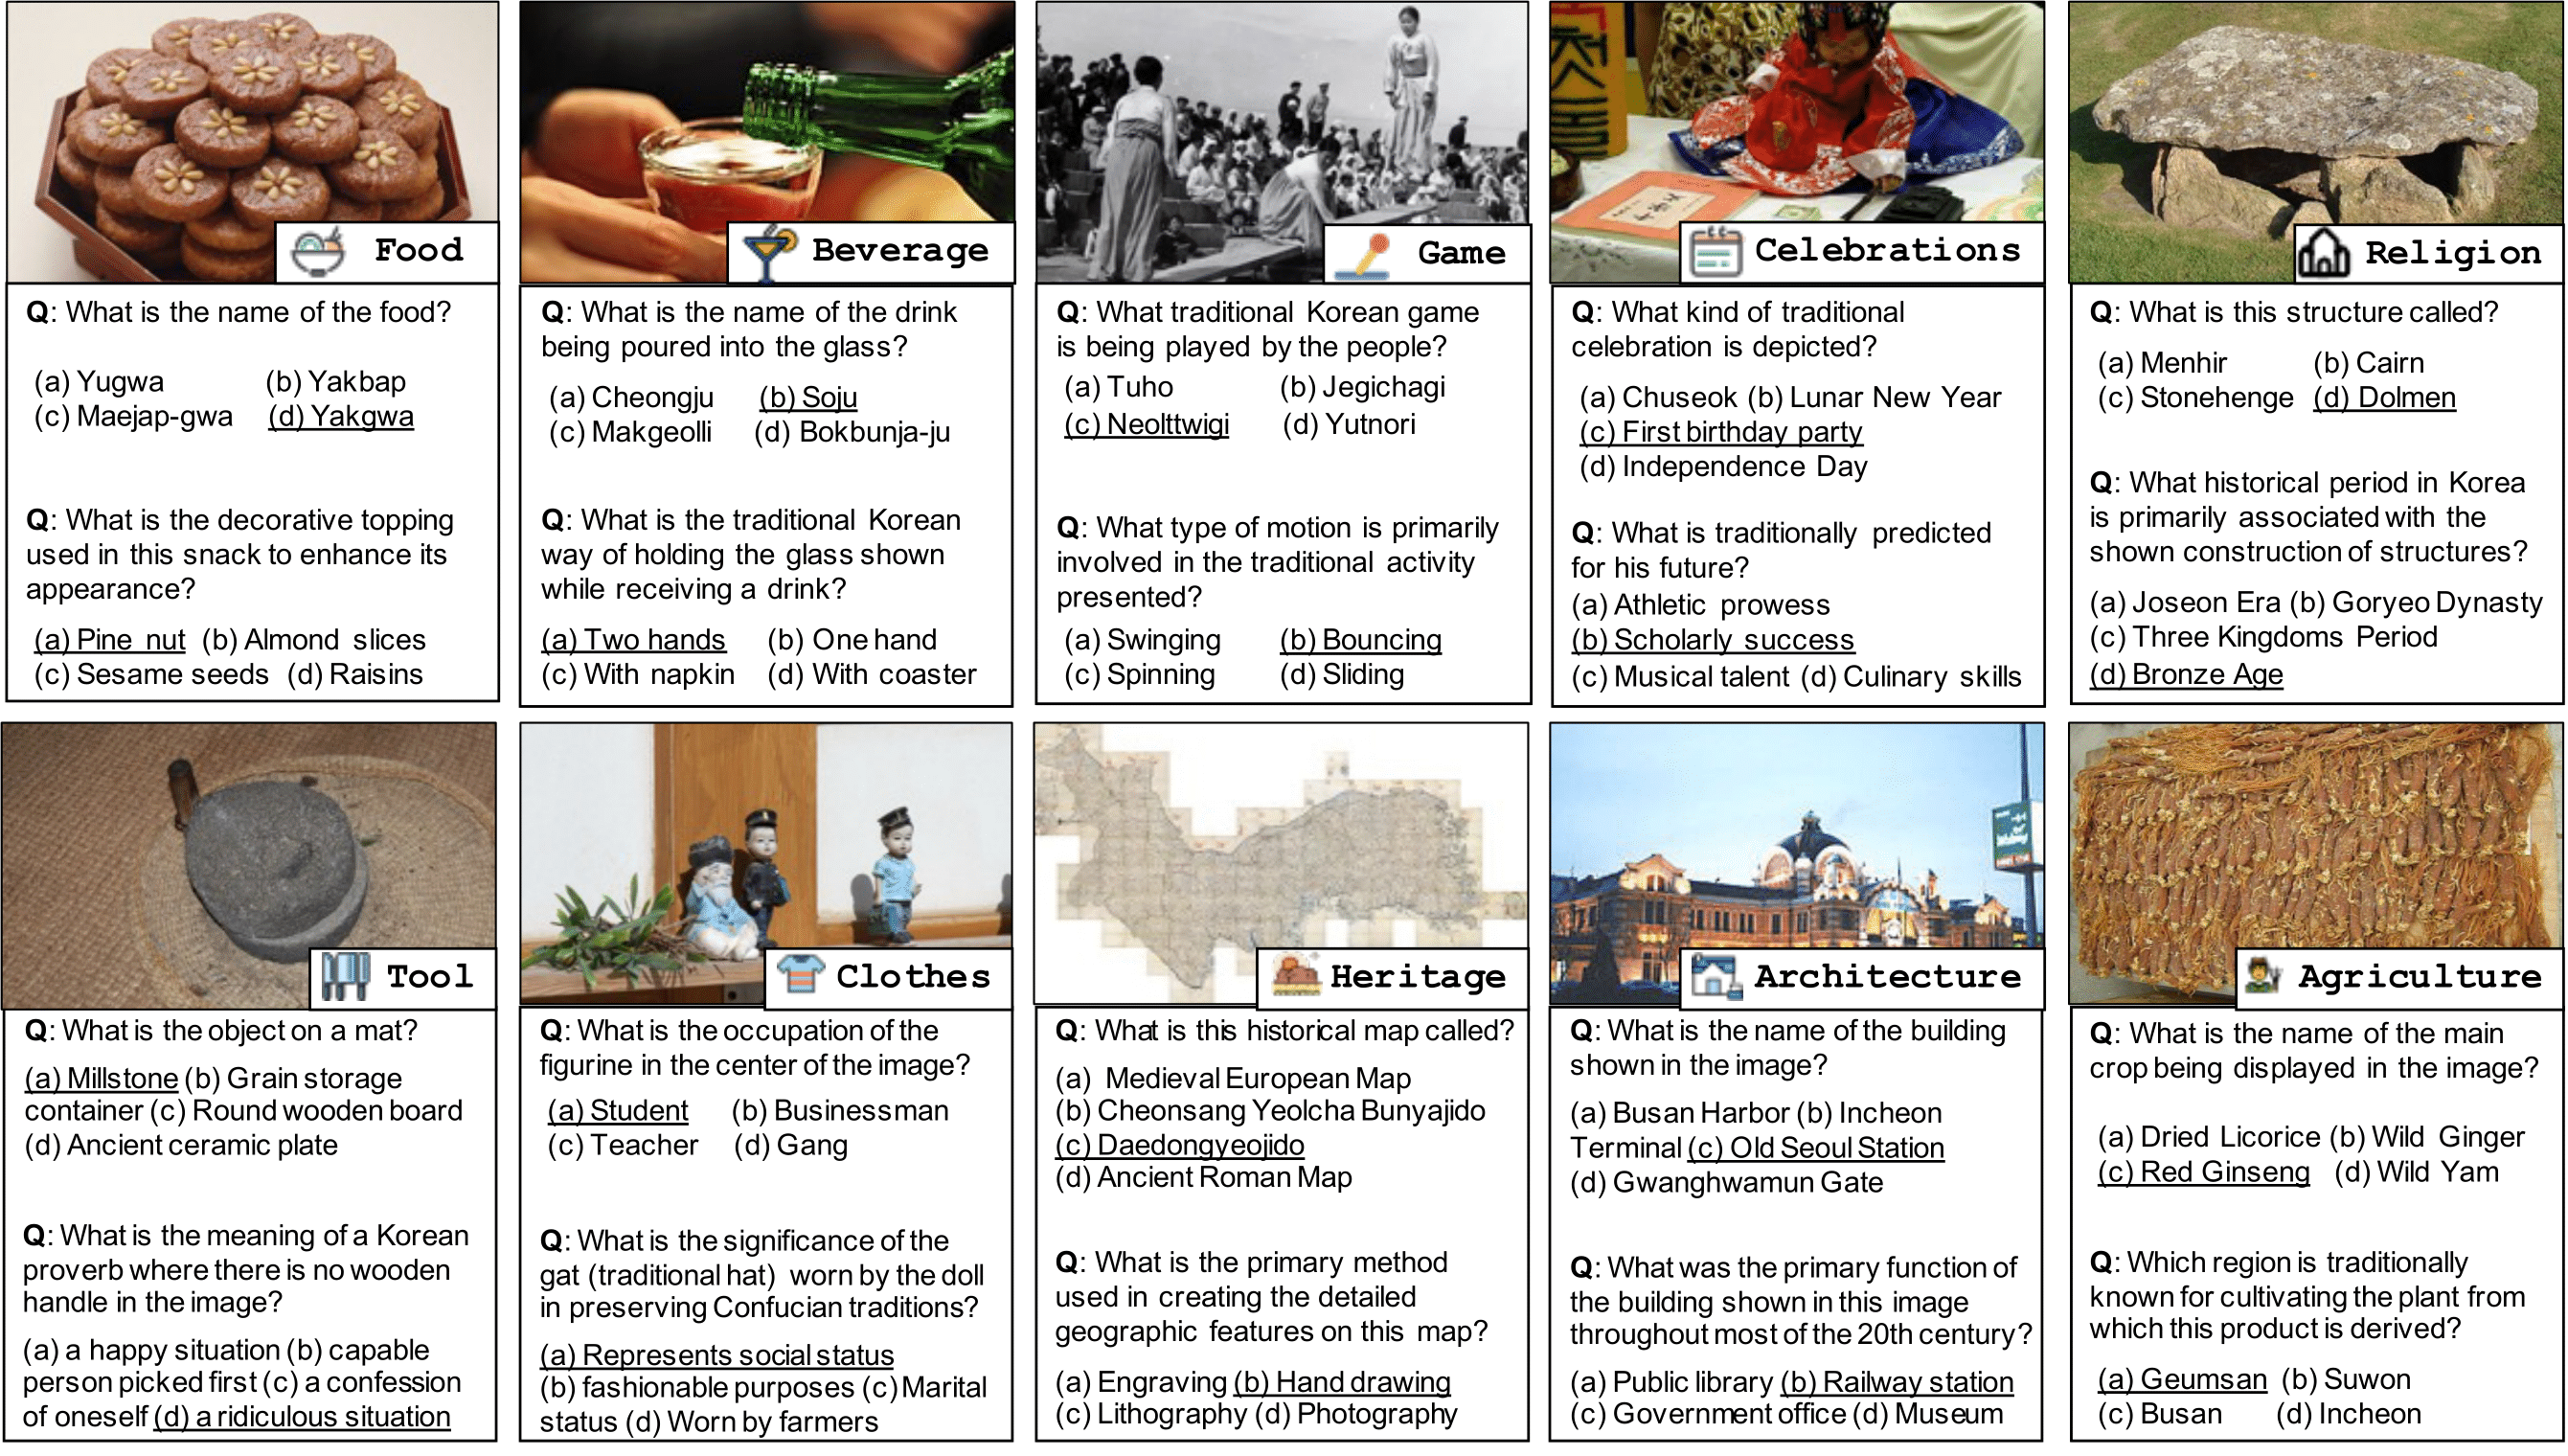 Food
Q: What is the name of the food?
(a) Yugwa (b) Yakbap
(c) Maejap-gwa (d) Yakgwa
Q: What is the decorative topping
used in this snack to enhance its
appearance?
(a) Pine nut (b) Almond slices
(c) Sesame seeds (d) Raisins
Beverage
Q: What is the name of the drink
being poured into the glass?
(a) Cheongju (b) Soju
(c) Makgeolli (d) Bokbunja-ju
Q: What is the traditional Korean
way of holding the glass shown
while receiving a drink?
(a) Two hands (b) One hand
(c) With napkin (d) With coaster
Game
Q: What traditional Korean game
is being played by the people?
(a) Tuho (b) Jegichagi
(c) Neolttwigi (d) Yutnori
Q: What type of motion is primarily
involved in the traditional activity
presented?
(a) Swinging (b) Bouncing
(c) Spinning (d) Sliding
Celebrations
Q: What kind of traditional
celebration is depicted?
(a) Chuseok (b) Lunar New Year
(c) First birthday party
(d) Independence Day
Q: What is traditionally predicted
for his future?
(a) Athletic prowess
(b) Scholarly success
(c) Musical talent (d) Culinary skills
Religion
Q: What is this structure called?
(a) Menhir (b) Cairn
(c) Stonehenge (d) Dolmen
Q: What historical period in Korea
is primarily associated with the
shown construction of structures?
(a) Joseon Era (b) Goryeo Dynasty
(c) Three Kingdoms Period
(d) Bronze Age
Tool
Q: What is the object on a mat?
(a) Millstone (b) Grain storage
container (c) Round wooden board
(d) Ancient ceramic plate
Q: What is the meaning of a Korean
proverb where there is no wooden
handle in the image?
(a) a happy situation (b) capable
person picked first (c) a confession
of oneself (d) a ridiculous situation
Clothes
Q: What is the occupation of the
figurine in the center of the image?
(a) Student (b) Businessman
(c) Teacher (d) Gang
Q: What is the significance of the
gat (traditional hat) worn by the doll
in preserving Confucian traditions?
(a) Represents social status
(b) fashionable purposes (c) Marital
status (d) Worn by farmers
Heritage
Q: What is this historical map called?
(a) Medieval European Map
(b) Cheonsang Yeolcha Bunyajido
(c) Daedongyeojido
(d) Ancient Roman Map
Q: What is the primary method
used in creating the detailed
geographic features on this map?
(a) Engraving (b) Hand drawing
(c) Lithography (d) Photography
Architecture
Q: What is the name of the building
shown in the image?
(a) Busan Harbor (b) Incheon
Terminal (c) Old Seoul Station
(d) Gwanghwamun Gate
Q: What was the primary function of
the building shown in this image
throughout most of the 20th century?
(a) Public library (b) Railway station
(c) Government office (d) Museum
Agriculture
Q: What is the name of the main
crop being displayed in the image?
(a) Dried Licorice (b) Wild Ginger
(c) Red Ginseng (d) Wild Yam
Q: Which region is traditionally
known for cultivating the plant from
which this product is derived?
(a) Geumsan (b) Suwon
(c) Busan (d) Incheon